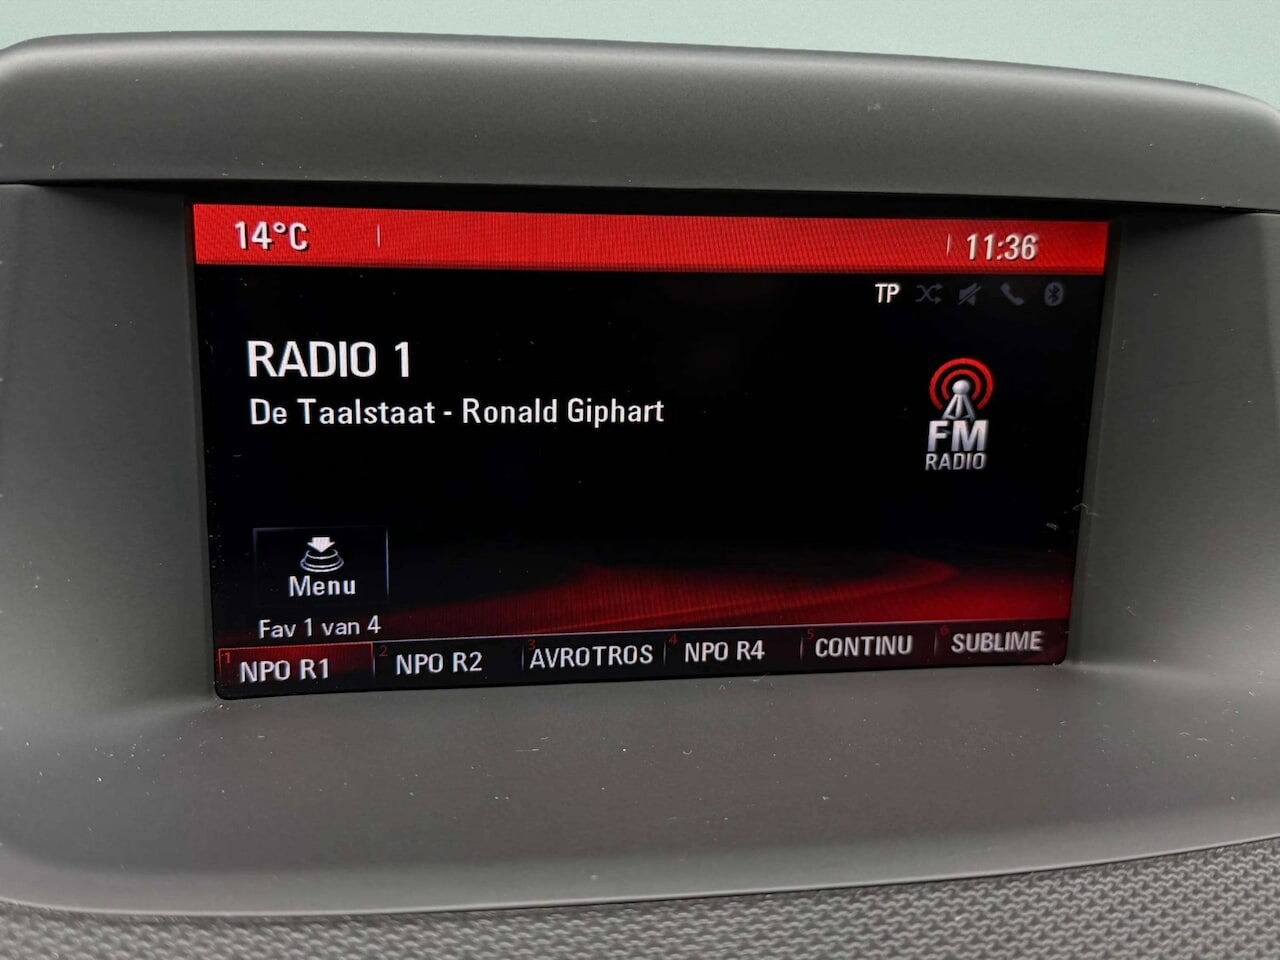 14°C
11:36
TP
RADIO 1
De Taalstaat - Ronald Giphart
FM
RADIO
Menu
Fav 1 van 4
1 NPO R1 2 NPO R2 3 AVROTROS 4 NPO R4 5 CONTINU 6 SUBLIME